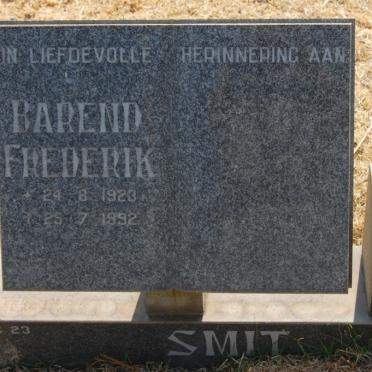 IN LIEFDEVOLLE HERINNERING AAN
BAREND
FREDERIK
* 24 · 8 · 1923
† 25 · 7 · 1992
23
SMIT